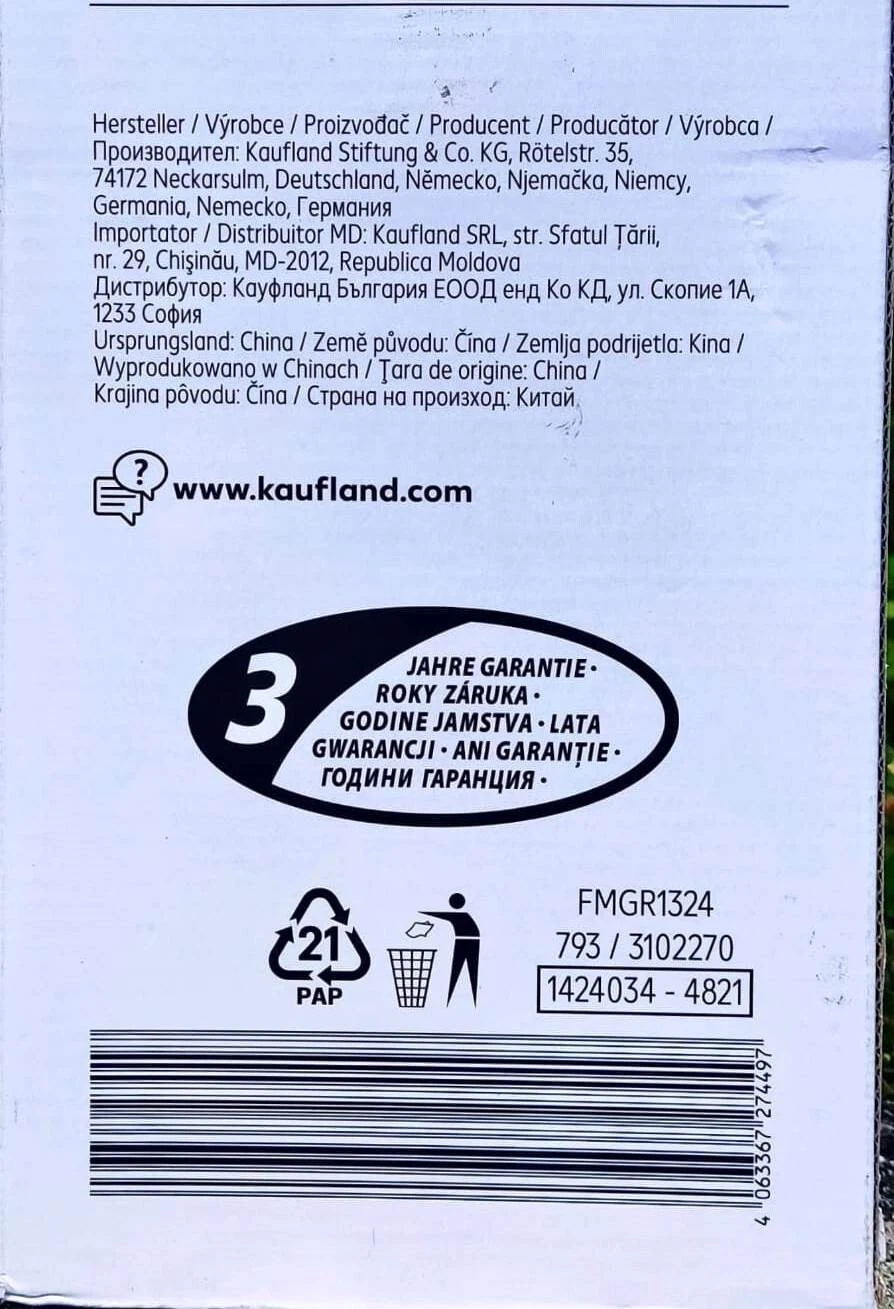 Hersteller / Výrobce / Proizvođač / Producent / Producător / Výrobca /
Производител: Kaufland Stiftung & Co. KG, Rötelstr. 35,
74172 Neckarsulm, Deutschland, Německo, Njemačka, Niemcy,
Germania, Nemecko, Германия
Importator / Distribuitor MD: Kaufland SRL, str. Sfatul Țării,
nr. 29, Chişinău, MD-2012, Republica Moldova
Дистрибутор: Кауфланд България ЕООД енд Ко КД, ул. Скопие 1А,
1233 София
Ursprungsland: China / Země původu: Čína / Zemlja podrijetla: Kina /
Wyprodukowano w Chinach / Țara de origine: China /
Krajina pôvodu: Čína / Страна на произход: Китай
?
www.kaufland.com
3
JAHRE GARANTIE •
ROKY ZÁRUKA •
GODINE JAMSTVA • LATA
GWARANCJI • ANI GARANȚIE •
ГОДИНИ ГАРАНЦИЯ •
21
PAP
FMGR1324
793 / 3102270
1424034 - 4821
4 063367 274497